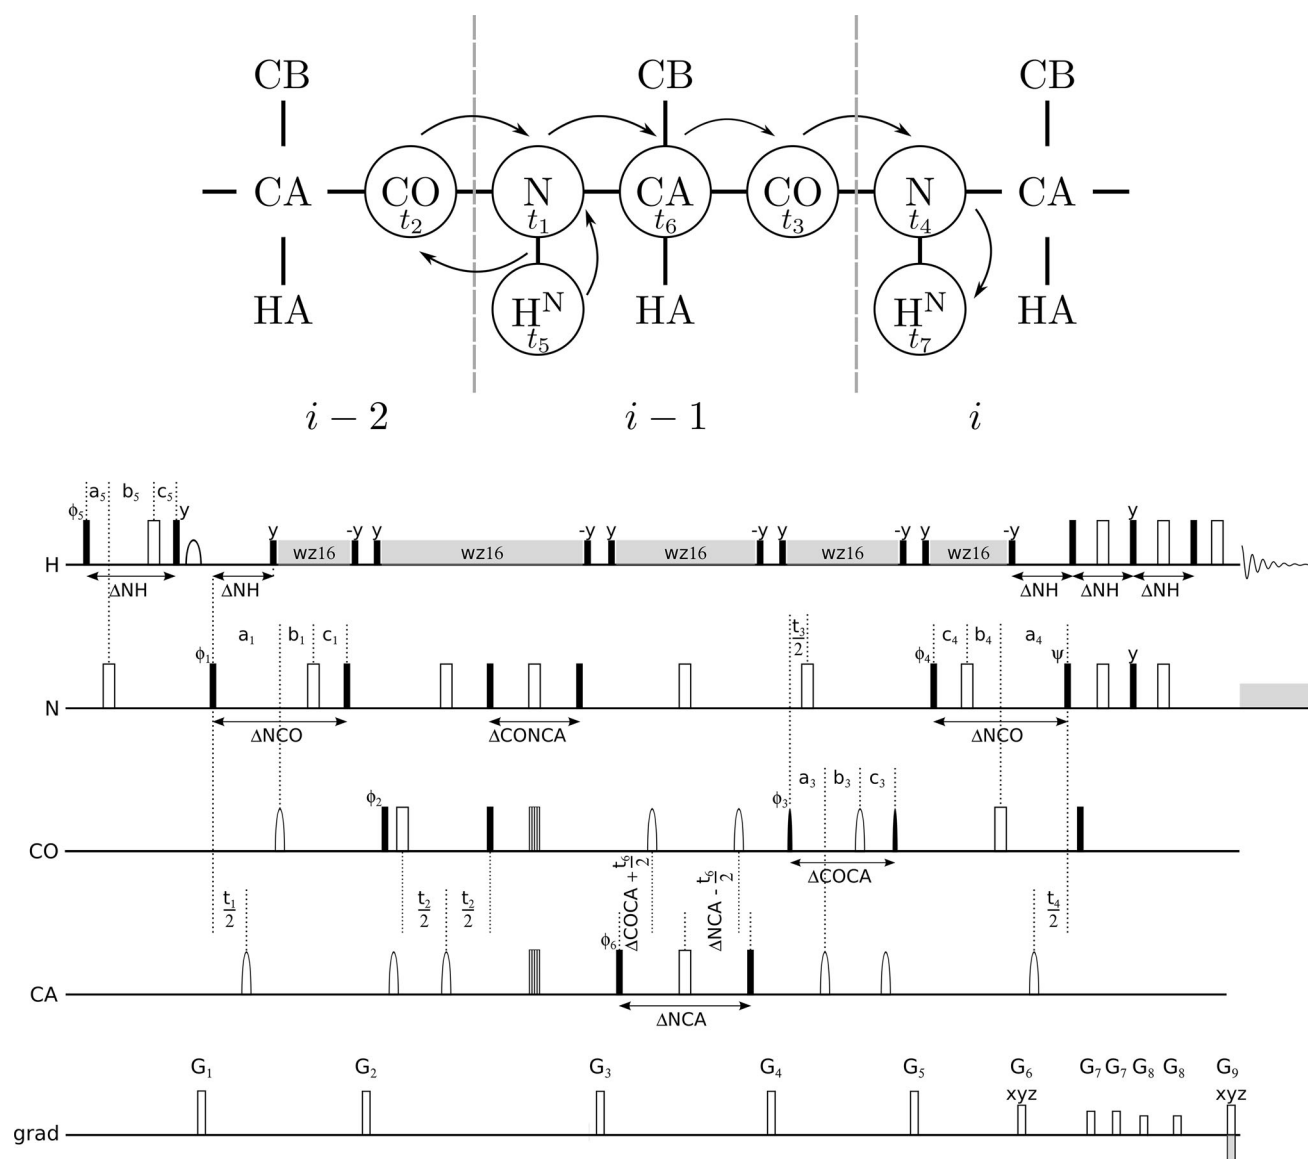 CB CB CB
CA CO N CA CO N CA
t₂ t₁ t₆ t₃ t₄
HA Hᴺ HA Hᴺ HA
t₅ t₇
i − 2 i − 1 i
a₅ b₅ c₅
ϕ₅ y y -y y -y y -y y -y y -y y
wz16 wz16 wz16 wz16 wz16
H
ΔNH ΔNH ΔNH ΔNH ΔNH
t₃/2
a₁ b₁ c₁ c₄ b₄ a₄
ϕ₁ ϕ₄ ψ y
N
ΔNCO ΔCONCA ΔNCO
a₃ b₃ c₃
ϕ₂ ϕ₃
CO
ΔCOCA
t₁/2 t₂/2 t₂/2 ΔCOCA + t₆/2 ΔNCA - t₆/2 t₄/2
ϕ₆
CA
ΔNCA
G₁ G₂ G₃ G₄ G₅ G₆ G₇ G₇ G₈ G₈ G₉
xyz xyz
grad